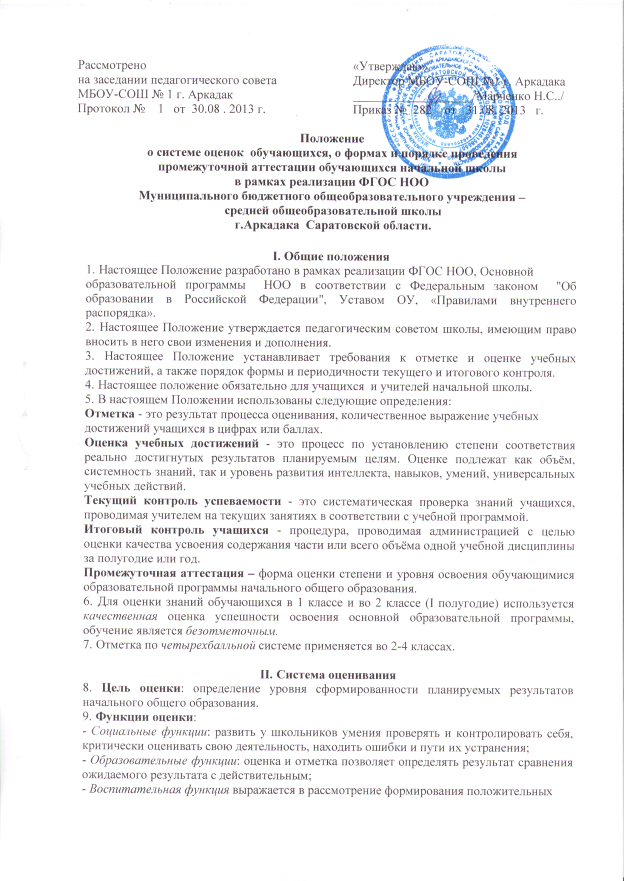 Рассмотрено
на заседании педагогического совета
МБОУ-СОШ № 1 г. Аркадак
Протокол № 1 от 30.08 . 2013 г.
«Утверждаю»
Директор МБОУ-СОШ №1 г. Аркадака
Марченко Н.С../
Приказ № 282 от 31.08. 2013 г.
Положение
о системе оценок обучающихся, о формах и порядке проведения
промежуточной аттестации обучающихся начальной школы
в рамках реализации ФГОС НОО
Муниципального бюджетного общеобразовательного учреждения –
средней общеобразовательной школы
г.Аркадака Саратовской области.
I. Общие положения
1. Настоящее Положение разработано в рамках реализации ФГОС НОО, Основной
образовательной программы НОО в соответствии с Федеральным законом "Об
образовании в Российской Федерации", Уставом ОУ, «Правилами внутреннего
распорядка».
2. Настоящее Положение утверждается педагогическим советом школы, имеющим право
вносить в него свои изменения и дополнения.
3. Настоящее Положение устанавливает требования к отметке и оценке учебных
достижений, а также порядок формы и периодичности текущего и итогового контроля.
4. Настоящее положение обязательно для учащихся и учителей начальной школы.
5. В настоящем Положении использованы следующие определения:
Отметка - это результат процесса оценивания, количественное выражение учебных
достижений учащихся в цифрах или баллах.
Оценка учебных достижений - это процесс по установлению степени соответствия
реально достигнутых результатов планируемым целям. Оценке подлежат как объём,
системность знаний, так и уровень развития интеллекта, навыков, умений, универсальных
учебных действий.
Текущий контроль успеваемости - это систематическая проверка знаний учащихся,
проводимая учителем на текущих занятиях в соответствии с учебной программой.
Итоговый контроль учащихся - процедура, проводимая администрацией с целью
оценки качества усвоения содержания части или всего объёма одной учебной дисциплины
за полугодие или год.
Промежуточная аттестация – форма оценки степени и уровня освоения обучающимися
образовательной программы начального общего образования.
6. Для оценки знаний обучающихся в 1 классе и во 2 классе (I полугодие) используется
качественная оценка успешности освоения основной образовательной программы,
обучение является безотметочным.
7. Отметка по четырехбалльной системе применяется во 2-4 классах.
II. Система оценивания
8. Цель оценки: определение уровня сформированности планируемых результатов
начального общего образования.
9. Функции оценки:
- Социальные функции: развить у школьников умения проверять и контролировать себя,
критически оценивать свою деятельность, находить ошибки и пути их устранения;
- Образовательные функции: оценка и отметка позволяет определять результат сравнения
ожидаемого результата с действительным;
- Воспитательная функция выражается в рассмотрение формирования положительных